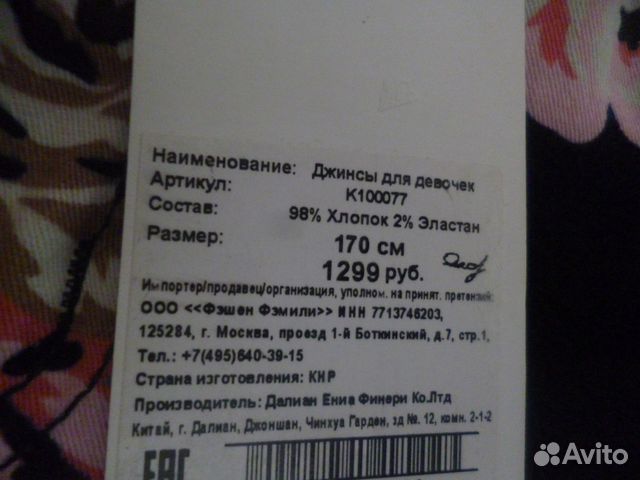 Наименование: Джинсы для девочек
Артикул: K100077
Состав: 98% Хлопок 2% Эластан
Размер: 170 см
1299 руб.
Импортер/продавец/организация, уполном. на принят. претензий:
ООО <<Фэшен Фэмили>> ИНН 7713746203,
125284, г. Москва, проезд 1-й Боткинский, д.7, стр.1,
Тел.: +7(495)640-39-15
Страна изготовления: КНР
Производитель: Далиан Ениа Финери Ко.Лтд
Китай, г. Далиан, Джоншан, Чинхуа Гарден, зд №. 12, комн. 2-1-2
EAC
Avito